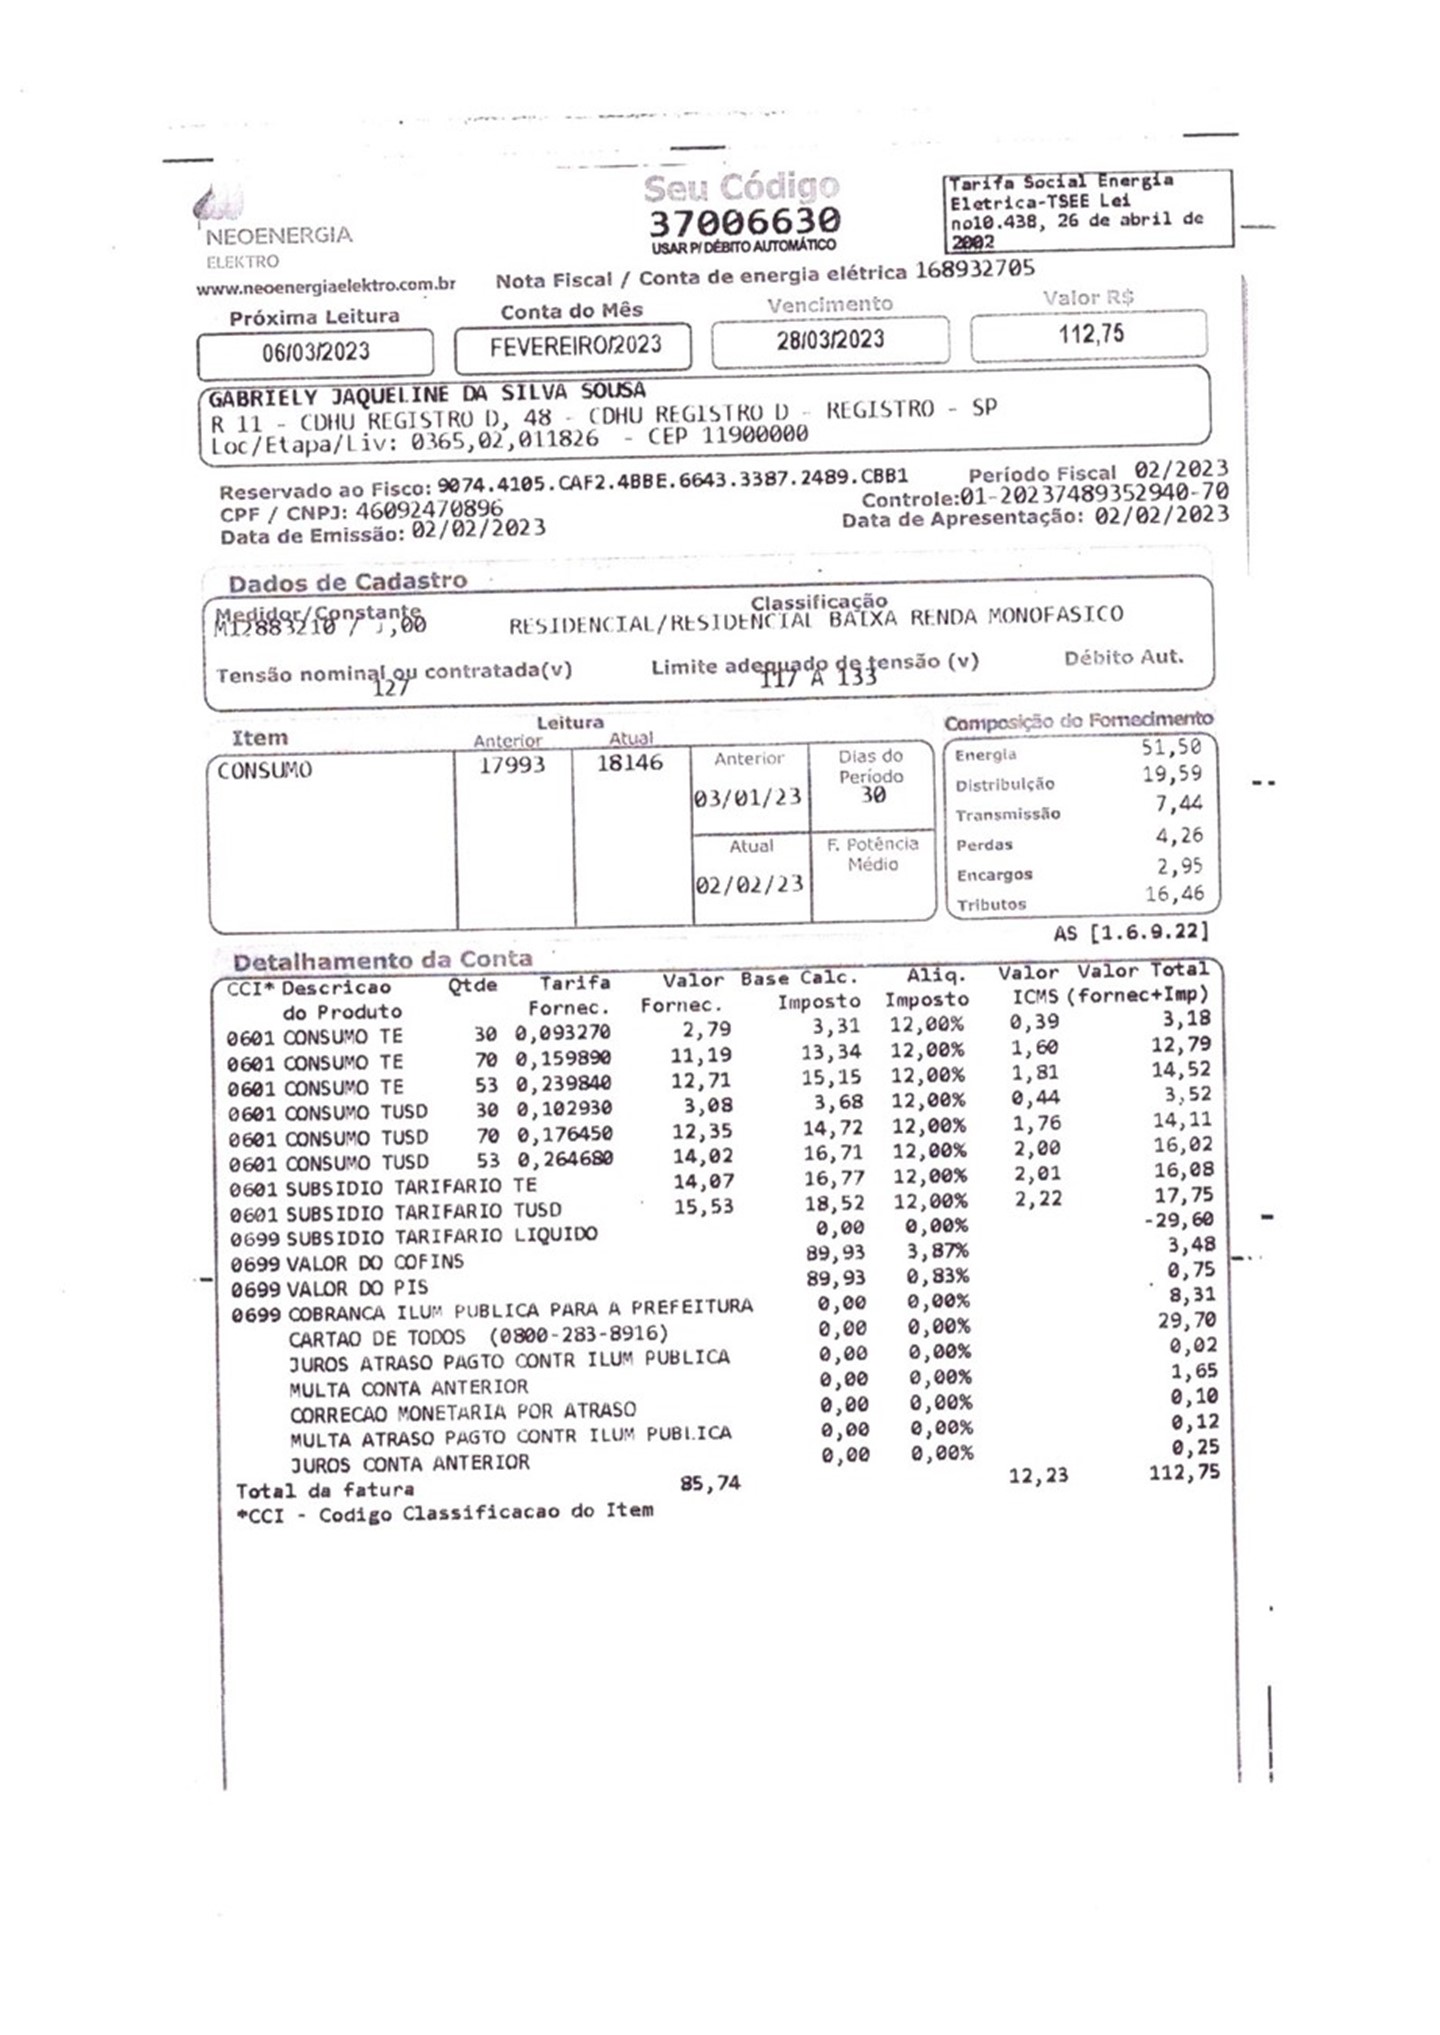 Seu Código
37006630
USAR P/ DÉBITO AUTOMÁTICO
Tarifa Social Energia
Eletrica-TSEE Lei
no10.438, 26 de abril de
2002
NEOENERGIA
ELEKTRO
www.neoenergiaelektro.com.br
Nota Fiscal / Conta de energia elétrica 168932705
Próxima Leitura Conta do Mês Vencimento Valor R$
06/03/2023 FEVEREIRO/2023 28/03/2023 112,75
GABRIELY JAQUELINE DA SILVA SOUSA
R 11 - CDHU REGISTRO D, 48 - CDHU REGISTRO D - REGISTRO - SP
Loc/Etapa/Liv: 0365,02,011826 - CEP 11900000
Reservado ao Fisco: 9074.4105.CAF2.4BBE.6643.3387.2489.CBB1 Período Fiscal 02/2023
CPF / CNPJ: 46092470896 Controle:01-20237489352940-70
Data de Emissão: 02/02/2023 Data de Apresentação: 02/02/2023
Dados de Cadastro
Medidor/Constante Classificação
M12883210 / ,00 RESIDENCIAL/RESIDENCIAL BAIXA RENDA MONOFASICO
Tensão nominal ou contratada(v) Limite adequado de tensão (v) Débito Aut.
127 117 A 133
Item Leitura Composição do Fornecimento
Anterior Atual
CONSUMO 17993 18146
Anterior
03/01/23
Dias do
Período
30
Atual
02/02/23
F. Potência
Médio
Energia 51,50
Distribuição 19,59
Transmissão 7,44
Perdas 4,26
Encargos 2,95
Tributos 16,46
AS [1.6.9.22]
Detalhamento da Conta
CCI* Descricao Qtde Tarifa Valor Base Calc. Aliq. Valor Valor Total
do Produto Fornec. Fornec. Imposto Imposto ICMS (fornec+Imp)
0601 CONSUMO TE 30 0,093270 2,79 3,31 12,00% 0,39 3,18
0601 CONSUMO TE 70 0,159890 11,19 13,34 12,00% 1,60 12,79
0601 CONSUMO TE 53 0,239840 12,71 15,15 12,00% 1,81 14,52
0601 CONSUMO TUSD 30 0,102930 3,08 3,68 12,00% 0,44 3,52
0601 CONSUMO TUSD 70 0,176450 12,35 14,72 12,00% 1,76 14,11
0601 CONSUMO TUSD 53 0,264680 14,02 16,71 12,00% 2,00 16,02
0601 SUBSIDIO TARIFARIO TE 14,07 16,77 12,00% 2,01 16,08
0601 SUBSIDIO TARIFARIO TUSD 15,53 18,52 12,00% 2,22 17,75
0699 SUBSIDIO TARIFARIO LIQUIDO 0,00 0,00% -29,60
0699 VALOR DO COFINS 89,93 3,87% 3,48
0699 VALOR DO PIS 89,93 0,83% 0,75
0699 COBRANCA ILUM PUBLICA PARA A PREFEITURA 0,00 0,00% 8,31
CARTAO DE TODOS (0800-283-8916) 0,00 0,00% 29,70
JUROS ATRASO PAGTO CONTR ILUM PUBLICA 0,00 0,00% 0,02
MULTA CONTA ANTERIOR 0,00 0,00% 1,65
CORRECAO MONETARIA POR ATRASO 0,00 0,00% 0,10
MULTA ATRASO PAGTO CONTR ILUM PUBLICA 0,00 0,00% 0,12
JUROS CONTA ANTERIOR 0,00 0,00% 0,25
Total da fatura 85,74 12,23 112,75
*CCI - Codigo Classificacao do Item